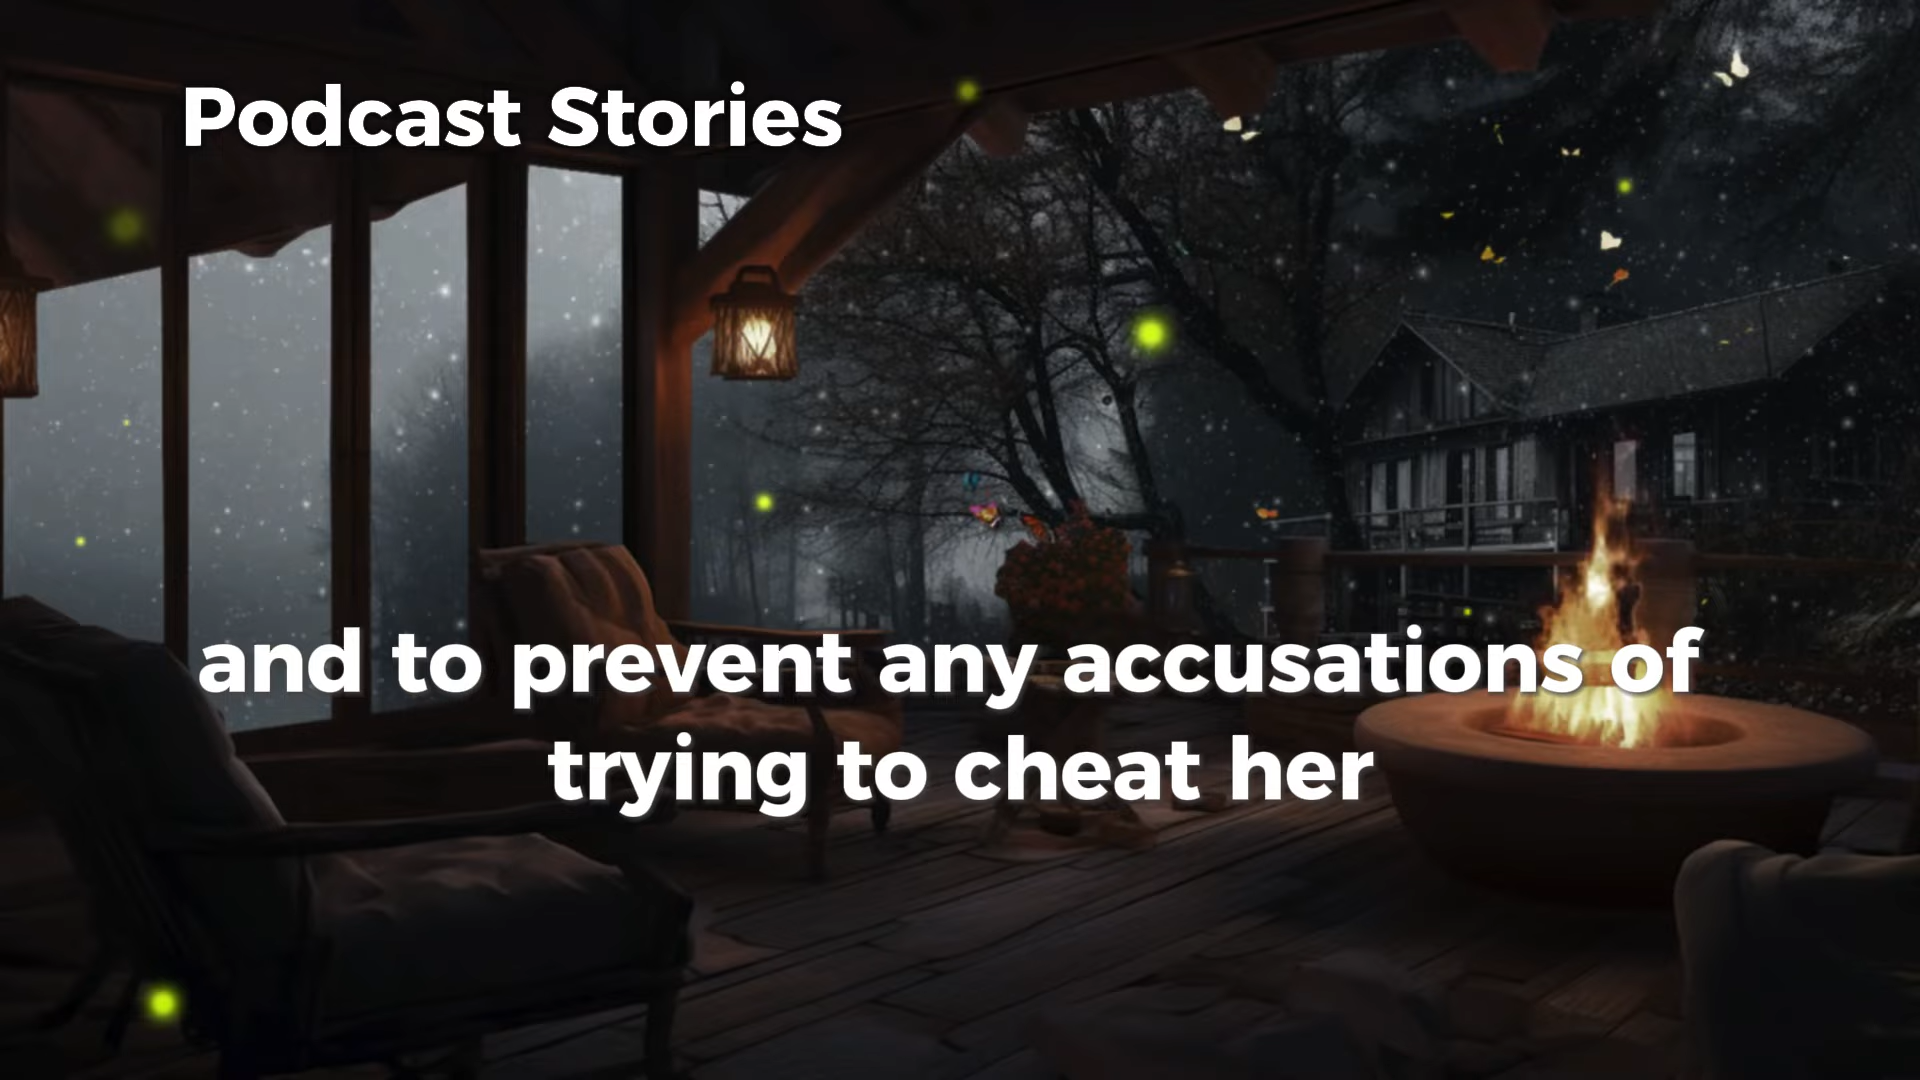 Podcast Stories
and to prevent any accusations of
trying to cheat her